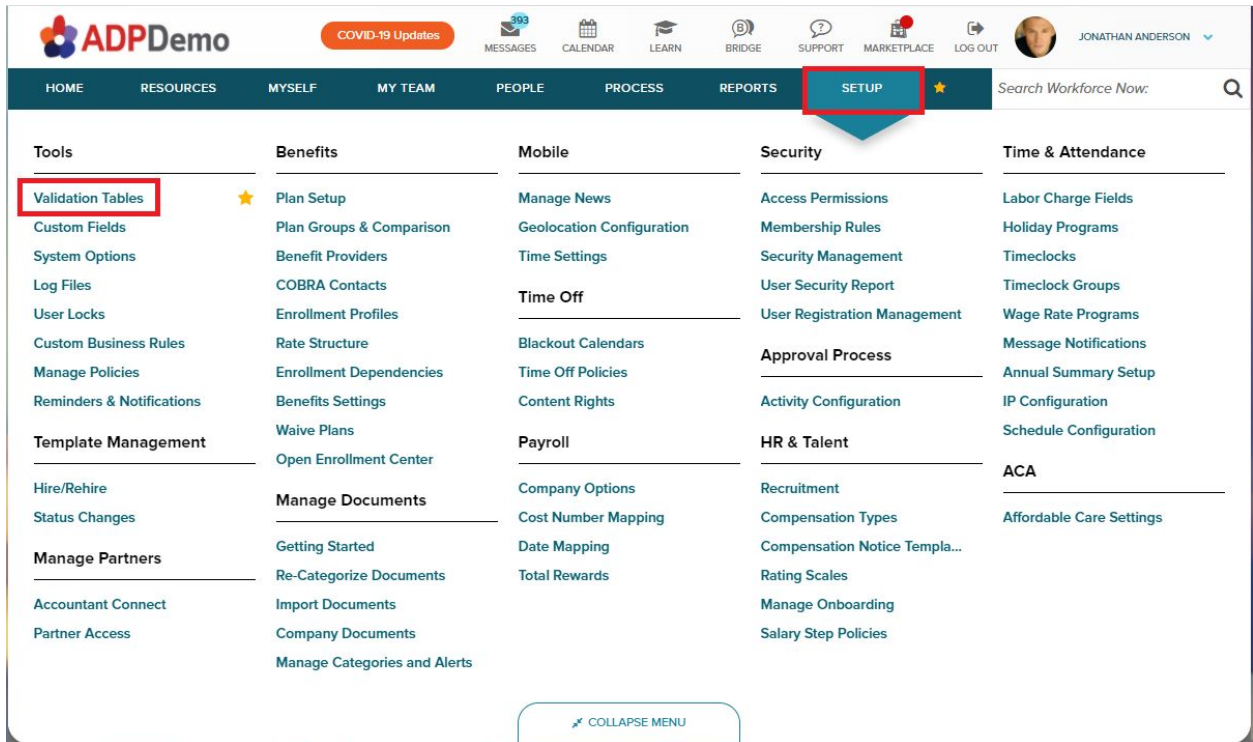 ADPDemo
COVID-19 Updates
393
MESSAGES
CALENDAR
LEARN
B
BRIDGE
?
SUPPORT
MARKETPLACE
LOG OUT
JONATHAN ANDERSON
HOME
RESOURCES
MYSELF
MY TEAM
PEOPLE
PROCESS
REPORTS
SETUP
Search Workforce Now:
Tools
Validation Tables
Custom Fields
System Options
Log Files
User Locks
Custom Business Rules
Manage Policies
Reminders & Notifications
Template Management
Hire/Rehire
Status Changes
Manage Partners
Accountant Connect
Partner Access
Benefits
Plan Setup
Plan Groups & Comparison
Benefit Providers
COBRA Contacts
Enrollment Profiles
Rate Structure
Enrollment Dependencies
Benefits Settings
Waive Plans
Open Enrollment Center
Manage Documents
Getting Started
Re-Categorize Documents
Import Documents
Company Documents
Manage Categories and Alerts
Mobile
Manage News
Geolocation Configuration
Time Settings
Time Off
Blackout Calendars
Time Off Policies
Content Rights
Payroll
Company Options
Cost Number Mapping
Date Mapping
Total Rewards
Security
Access Permissions
Membership Rules
Security Management
User Security Report
User Registration Management
Approval Process
Activity Configuration
HR & Talent
Recruitment
Compensation Types
Compensation Notice Templa...
Rating Scales
Manage Onboarding
Salary Step Policies
Time & Attendance
Labor Charge Fields
Holiday Programs
Timeclocks
Timeclock Groups
Wage Rate Programs
Message Notifications
Annual Summary Setup
IP Configuration
Schedule Configuration
ACA
Affordable Care Settings
COLLAPSE MENU